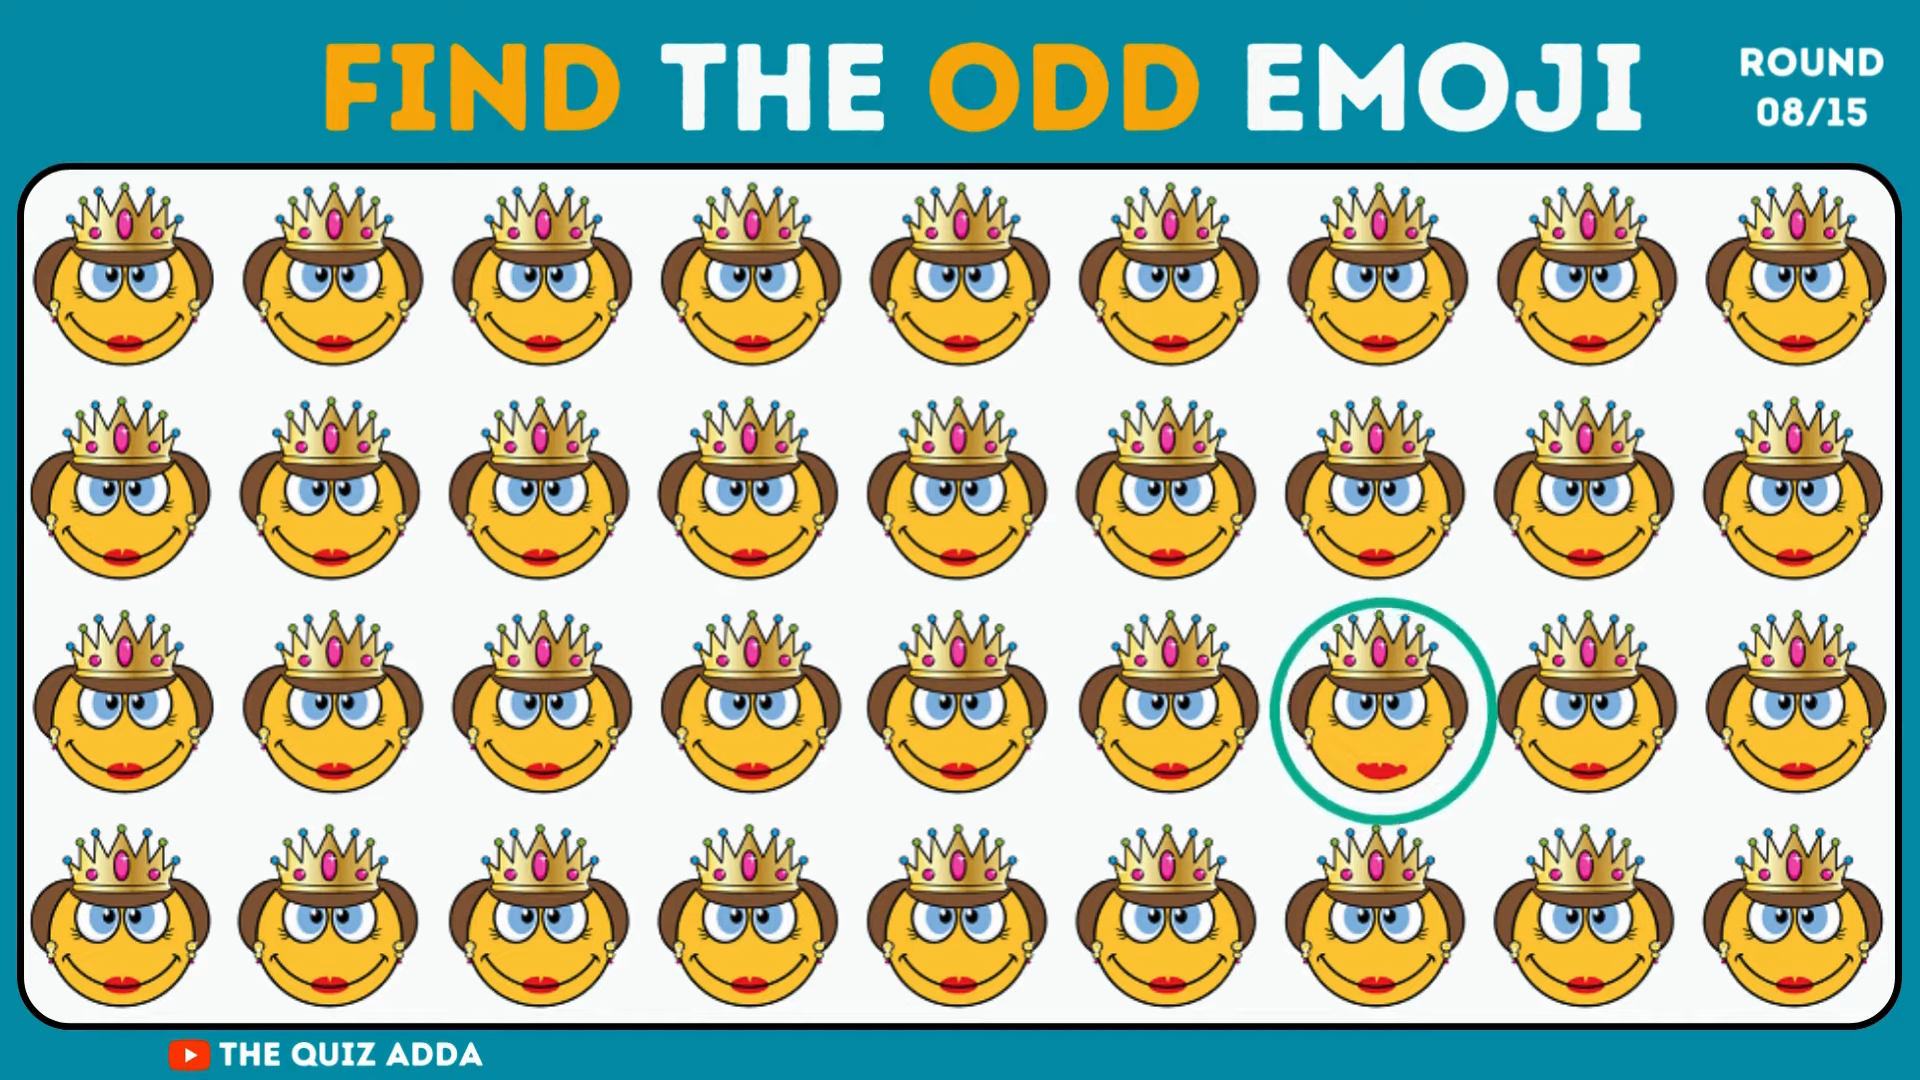 FIND THE ODD EMOJI
ROUND
08/15
THE QUIZ ADDA